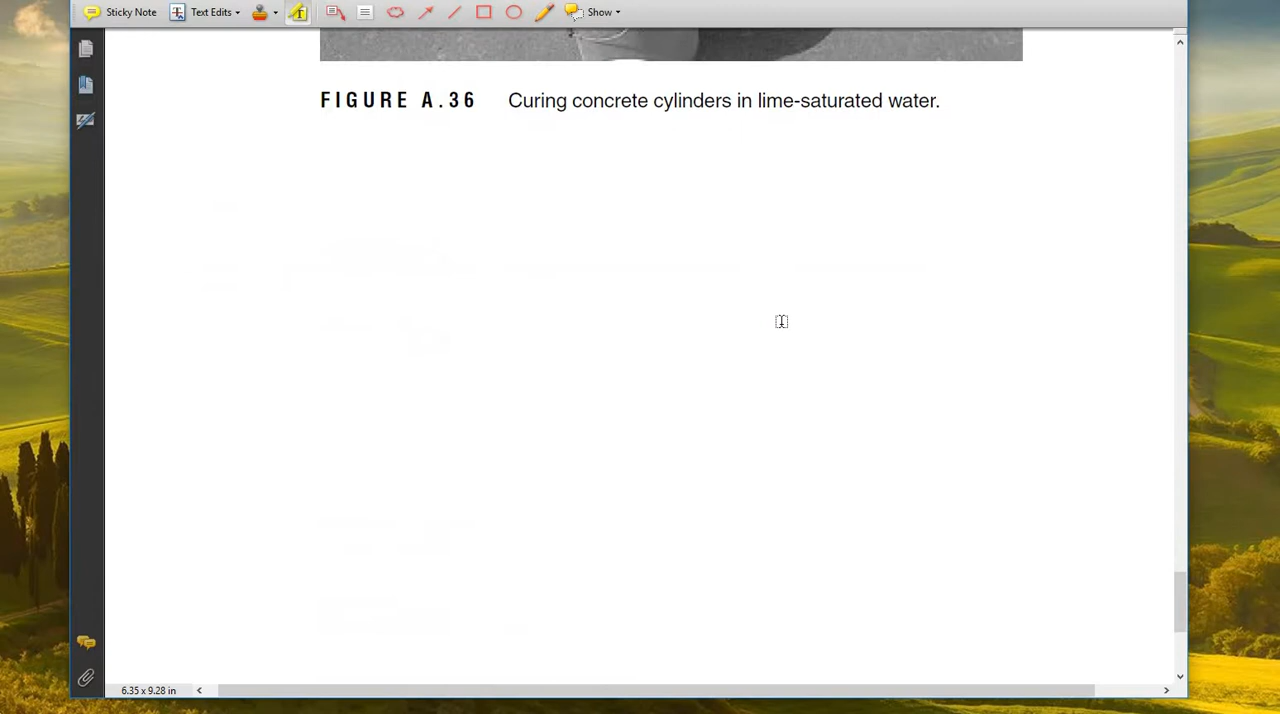 Sticky Note Text Edits Show
FIGURE A.36 Curing concrete cylinders in lime-saturated water.
6.35 x 9.28 in